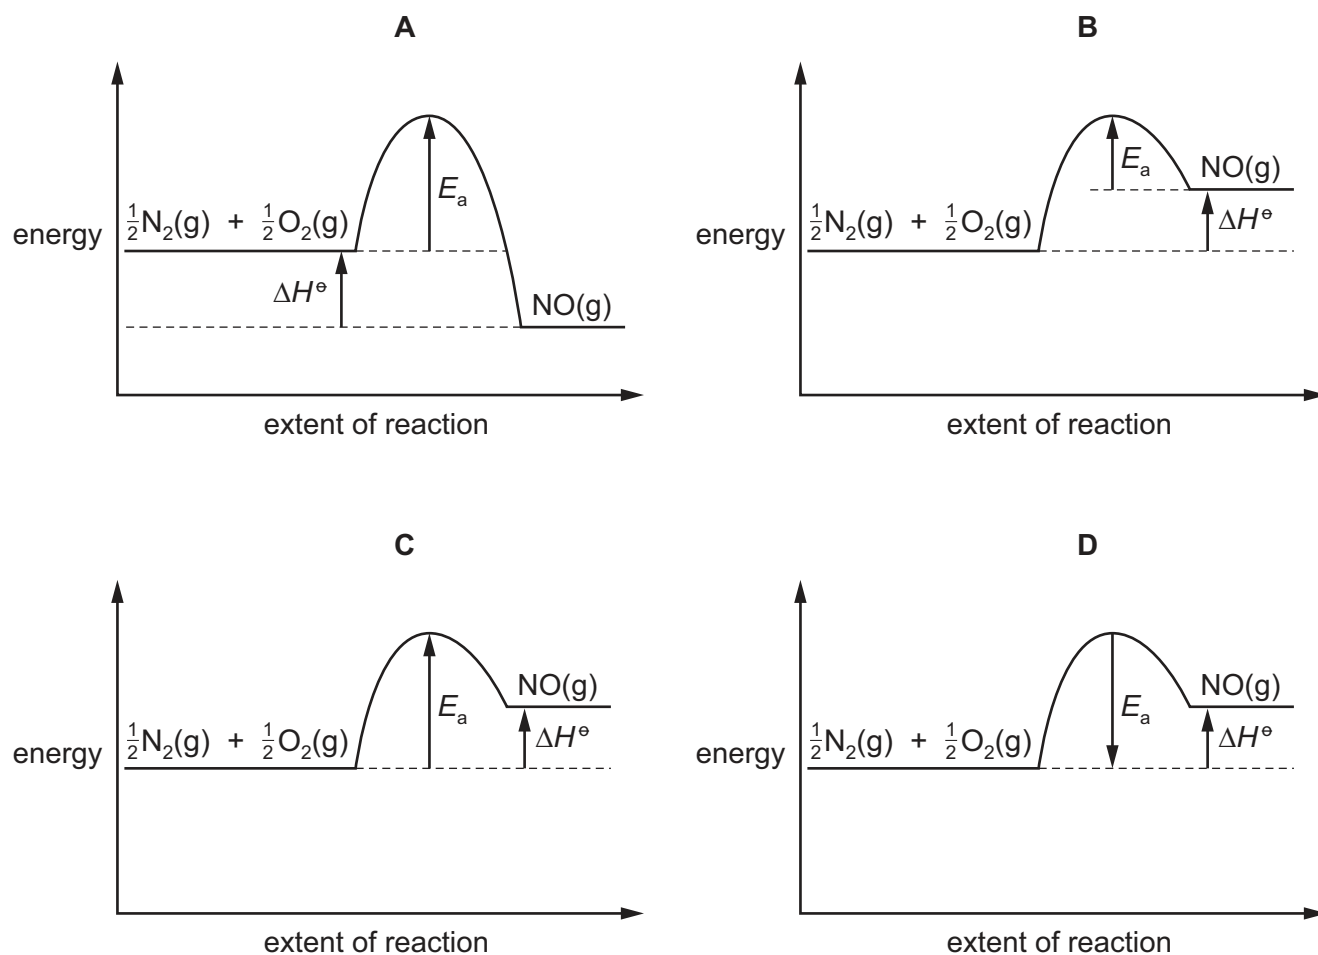 A
½N₂(g) + ½O₂(g)
energy
Eₐ
ΔH⦵
NO(g)
extent of reaction
B
½N₂(g) + ½O₂(g)
energy
Eₐ
NO(g)
ΔH⦵
extent of reaction
C
½N₂(g) + ½O₂(g)
energy
Eₐ
NO(g)
ΔH⦵
extent of reaction
D
½N₂(g) + ½O₂(g)
energy
Eₐ
NO(g)
ΔH⦵
extent of reaction